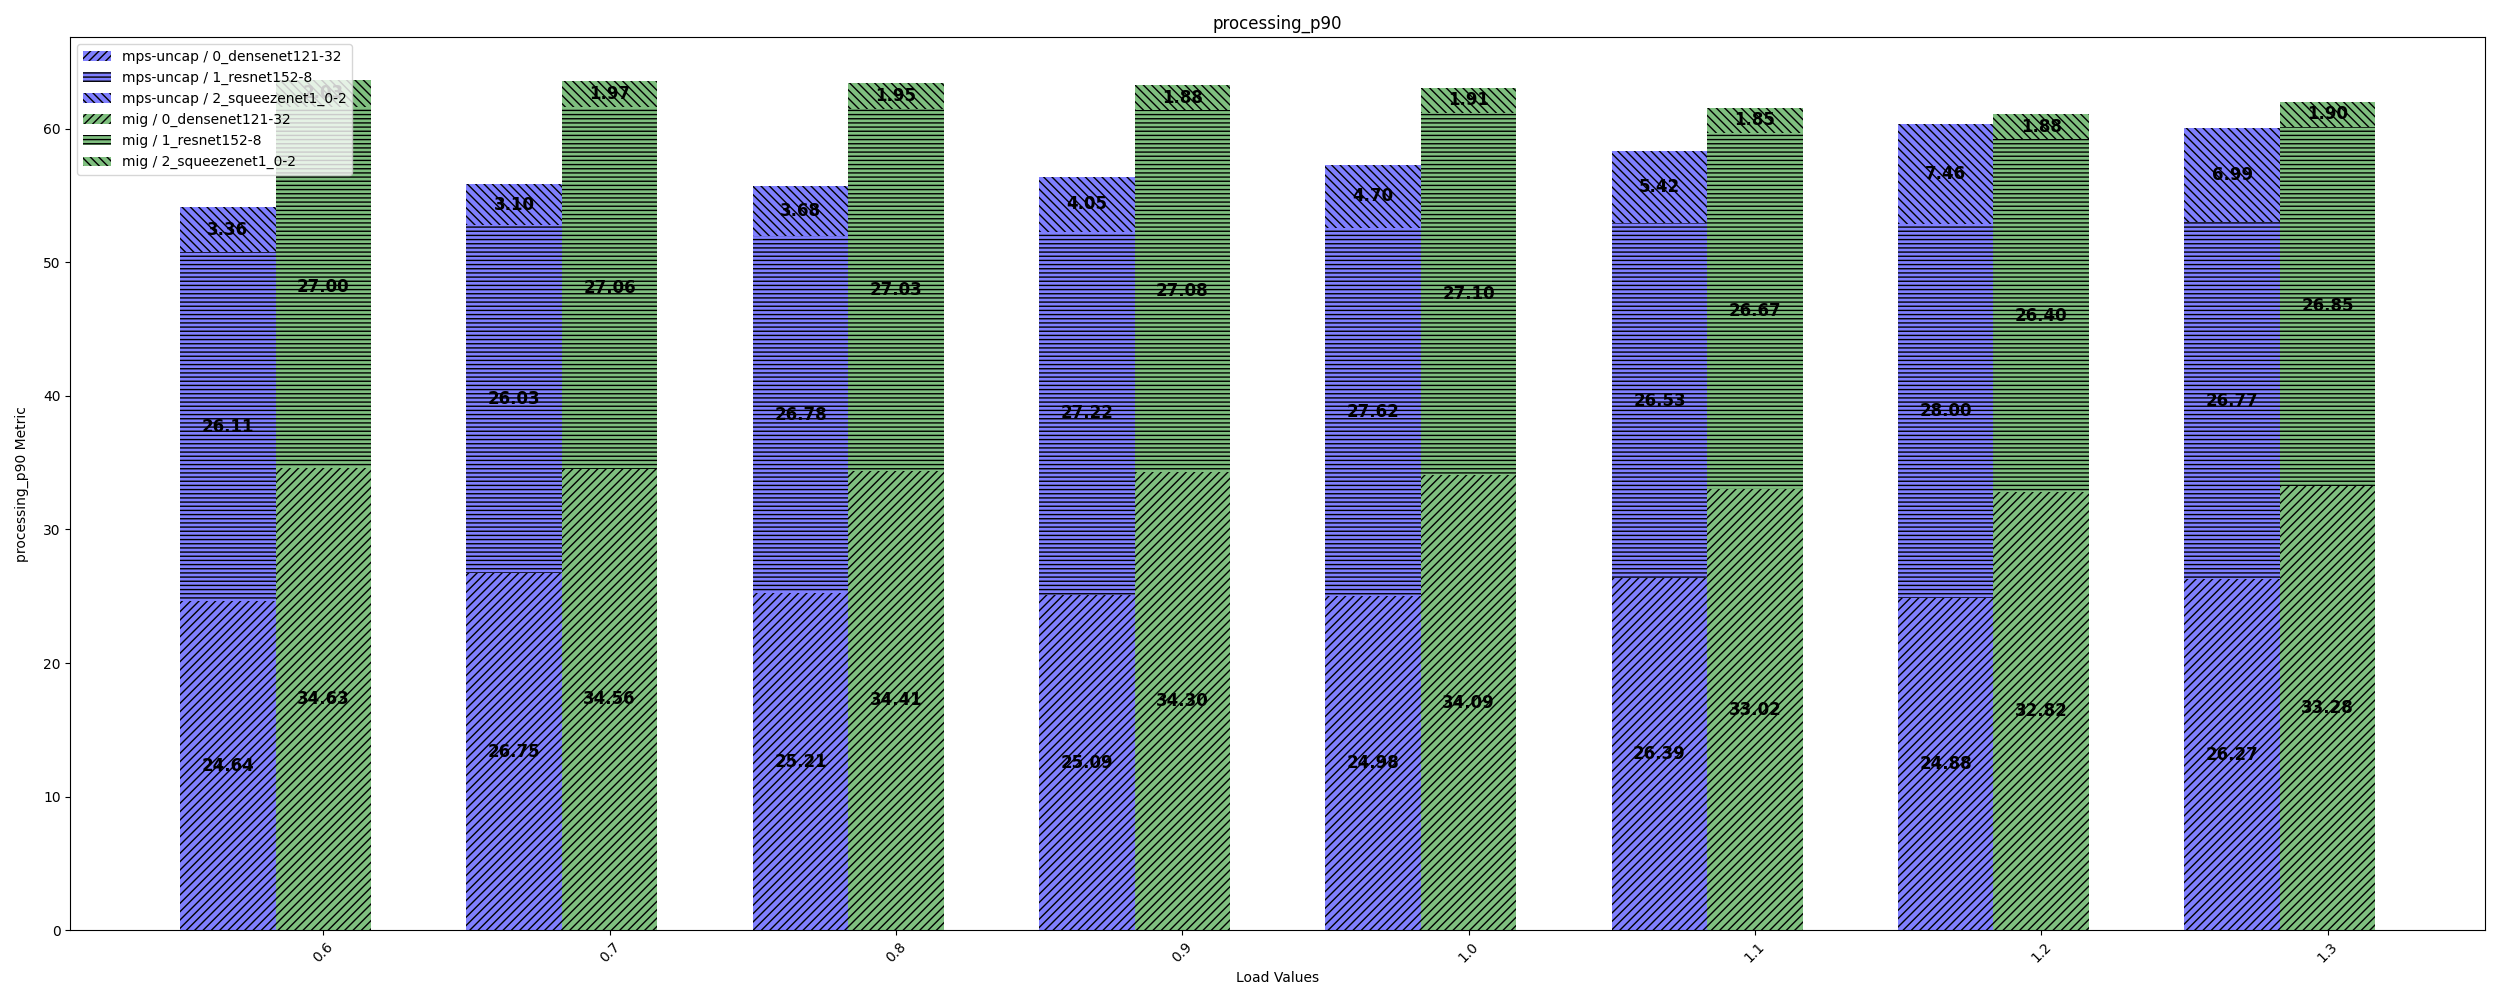 processing_p90
mps-uncap / 0_densenet121-32
mps-uncap / 1_resnet152-8
mps-uncap / 2_squeezenet1_0-2
mig / 0_densenet121-32
mig / 1_resnet152-8
mig / 2_squeezenet1_0-2
processing_p90 Metric
60
50
40
30
20
10
0
3.36 3.10 1.97 3.68 1.95 4.05 1.88 4.70 1.91 5.42 1.85 7.46 1.88 6.99 1.90
26.11 27.00 26.03 27.06 26.78 27.03 27.22 27.08 27.62 27.10 26.53 26.67 28.00 26.40 26.77 26.85
24.64 34.63 26.75 34.56 25.21 34.41 25.09 34.30 24.98 34.09 26.39 33.02 24.88 32.82 26.27 33.28
0.6 0.7 0.8 0.9 1.0 1.1 1.2 1.3
Load Values